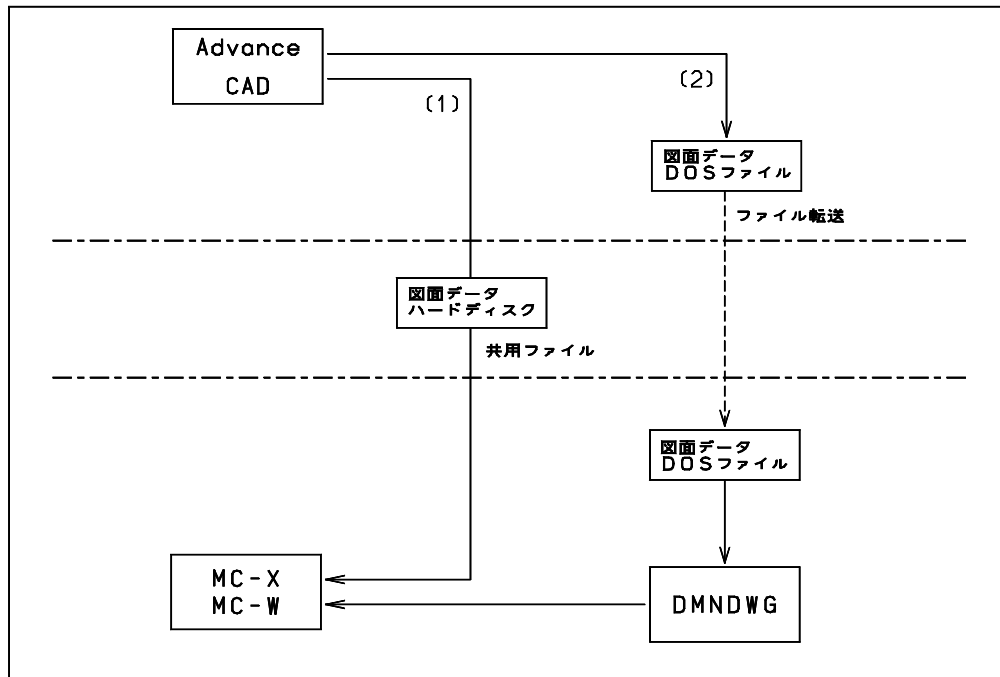 Advance
CAD
(1)
(2)
図面データ
DOSファイル
ファイル転送
図面データ
ハードディスク
共用ファイル
図面データ
DOSファイル
MC-X
MC-W
DMNDWG